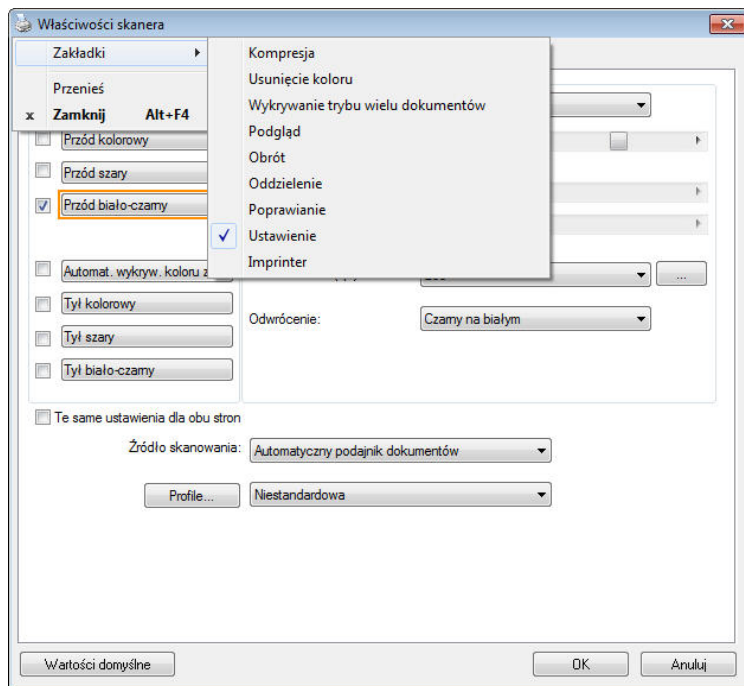 Właściwości skanera
Zakładki
Przenieś
x Zamknij Alt+F4
Kompresja
Usunięcie koloru
Wykrywanie trybu wielu dokumentów
Podgląd
Obrót
Oddzielenie
Poprawianie
Ustawienie
Imprinter
Przód kolorowy
Przód szary
Przód biało-czarny
Automat. wykryw. koloru z
Tył kolorowy
Tył szary
Tył biało-czarny
...
Odwrócenie: Czarny na białym
Te same ustawienia dla obu stron
Źródło skanowania: Automatyczny podajnik dokumentów
Profile... Niestandardowa
Wartości domyślne OK Anuluj